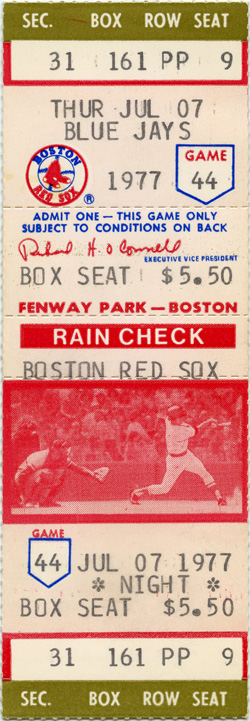 SEC. BOX ROW SEAT
31 161 PP 9
THUR JUL 07
BLUE JAYS
BOSTON RED SOX ®
1977
GAME
44
ADMIT ONE — THIS GAME ONLY
SUBJECT TO CONDITIONS ON BACK
Richard H. O'Connell
EXECUTIVE VICE PRESIDENT
BOX SEAT $5.50
FENWAY PARK — BOSTON
RAIN CHECK
BOSTON RED SOX
GAME
44 JUL 07 1977
*NIGHT*
BOX SEAT $5.50
31 161 PP 9
SEC. BOX ROW SEAT